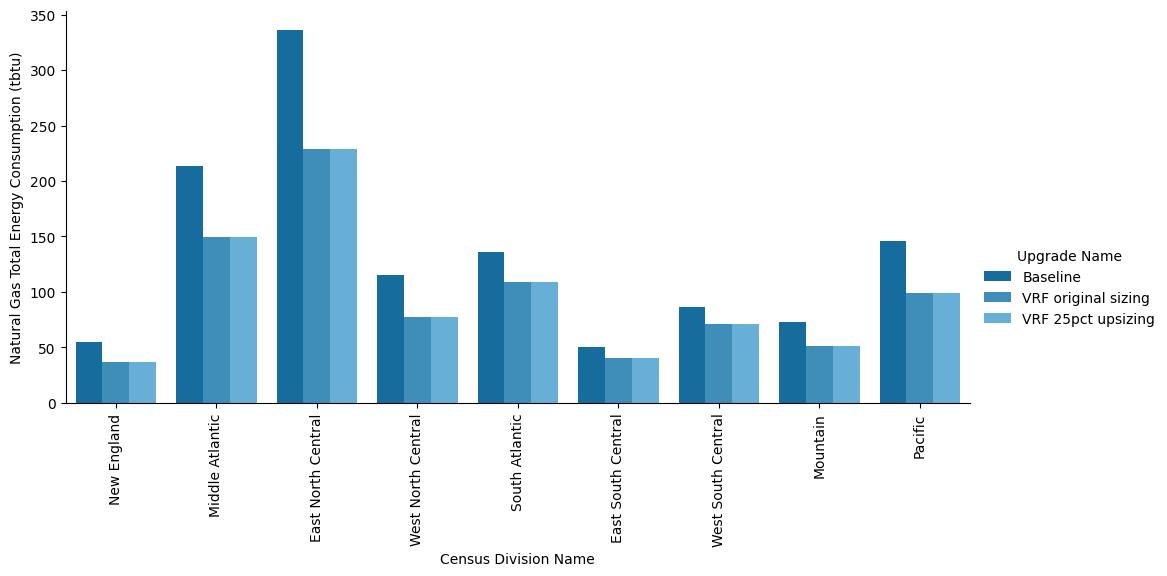 Natural Gas Total Energy Consumption (tbtu)
350
300
250
200
150
100
50
0
New England
Middle Atlantic
East North Central
West North Central
South Atlantic
East South Central
West South Central
Mountain
Pacific
Census Division Name
Upgrade Name
Baseline
VRF original sizing
VRF 25pct upsizing